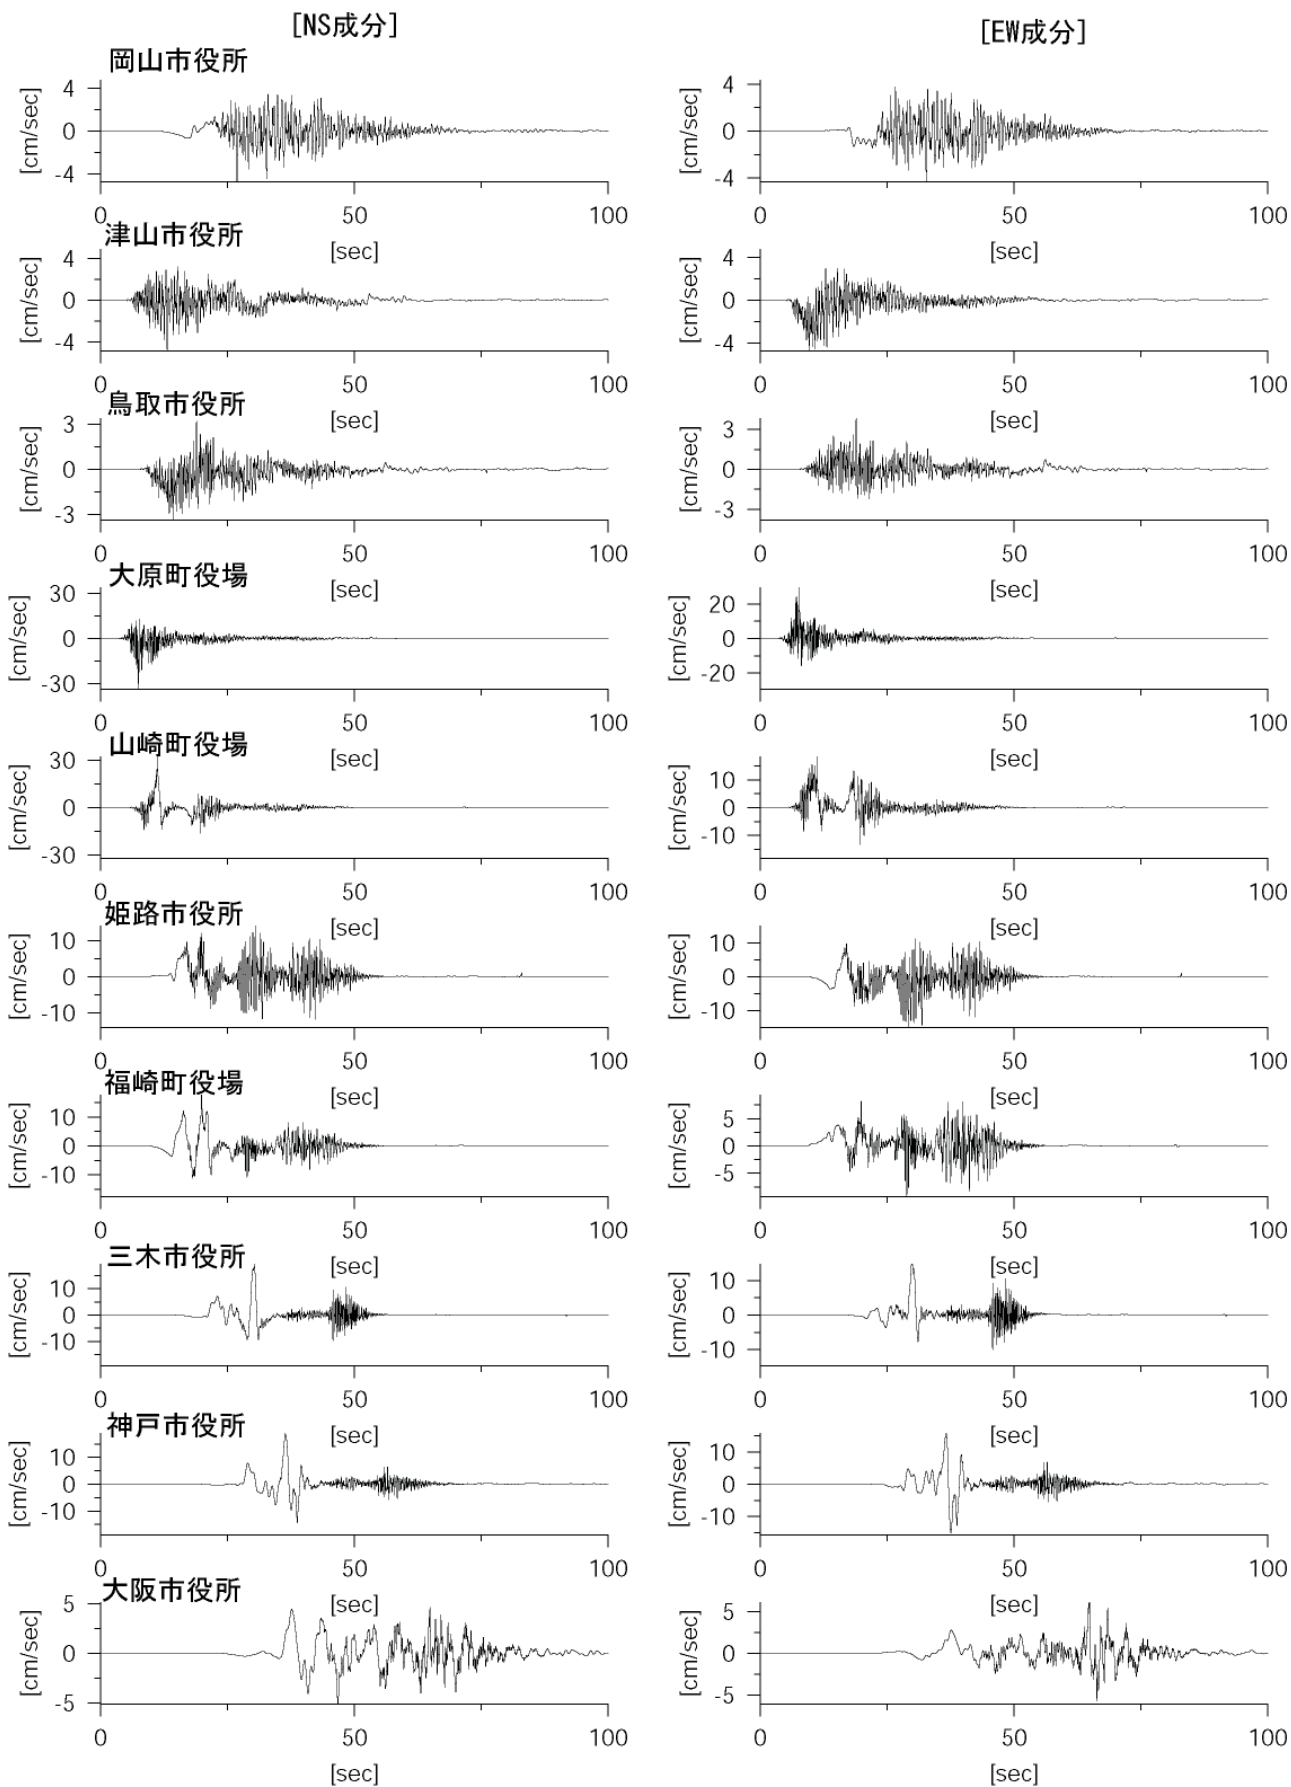 [NS成分] [EW成分]
岡山市役所
4 4
[cm/sec] 0 [cm/sec] 0
-4 -4
0 50 100 0 50 100
津山市役所 [sec] [sec]
4 4
[cm/sec] 0 [cm/sec] 0
-4 -4
0 50 100 0 50 100
鳥取市役所 [sec] [sec]
3 3
[cm/sec] 0 [cm/sec] 0
-3 -3
0 50 100 0 50 100
大原町役場 [sec] [sec]
30 20
[cm/sec] 0 [cm/sec] 0
-30 -20
0 50 100 0 50 100
山崎町役場 [sec] [sec]
30 10
[cm/sec] 0 [cm/sec] 0
-30 -10
0 50 100 0 50 100
姫路市役所 [sec] [sec]
10 10
[cm/sec] 0 [cm/sec] 0
-10 -10
0 50 100 0 50 100
福崎町役場 [sec] [sec]
10 5
[cm/sec] 0 [cm/sec] 0
-10 -5
0 50 100 0 50 100
三木市役所 [sec] [sec]
10 10
[cm/sec] 0 [cm/sec] 0
-10 -10
0 50 100 0 50 100
神戸市役所 [sec] [sec]
10 10
[cm/sec] 0 [cm/sec] 0
-10 -10
0 50 100 0 50 100
大阪市役所 [sec] [sec]
5 5
[cm/sec] 0 [cm/sec] 0
-5 -5
0 50 100 0 50 100
[sec] [sec]